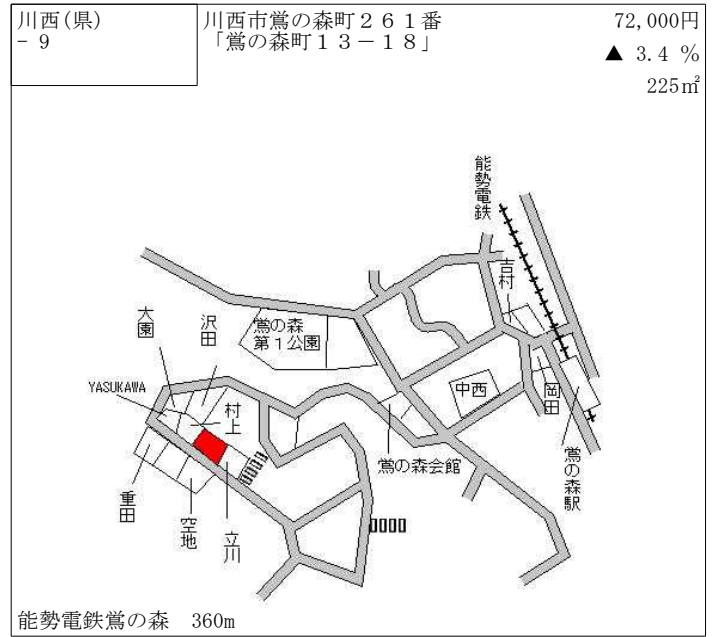 川西(県)
－９
川西市鴬の森町２６１番
「鴬の森町１３－１８」
72,000円
▲ 3.4 %
225㎡
能勢電鉄
吉村
大園
沢田
鴬の森
第１公園
YASUKAWA
村上
中西
岡田
鴬の森会館
鴬の森駅
重田
空地
立川
能勢電鉄鴬の森　360m